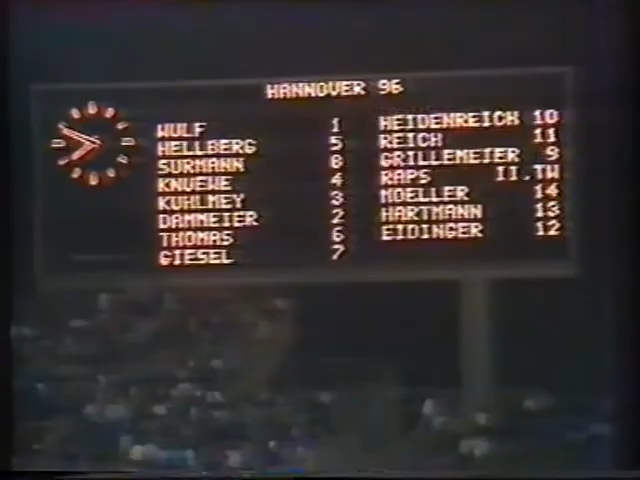 HANNOVER 96
WULF 1
HELLBERG 5
SURMANN 8
KNUEWE 4
KUHLMEY 3
DAMMEIER 2
THOMAS 6
GIESEL 7
HEIDENREICH 10
REICH 11
GRILLEMEIER 9
RAPS II.TW
MOELLER 14
HARTMANN 13
EIDINGER 12